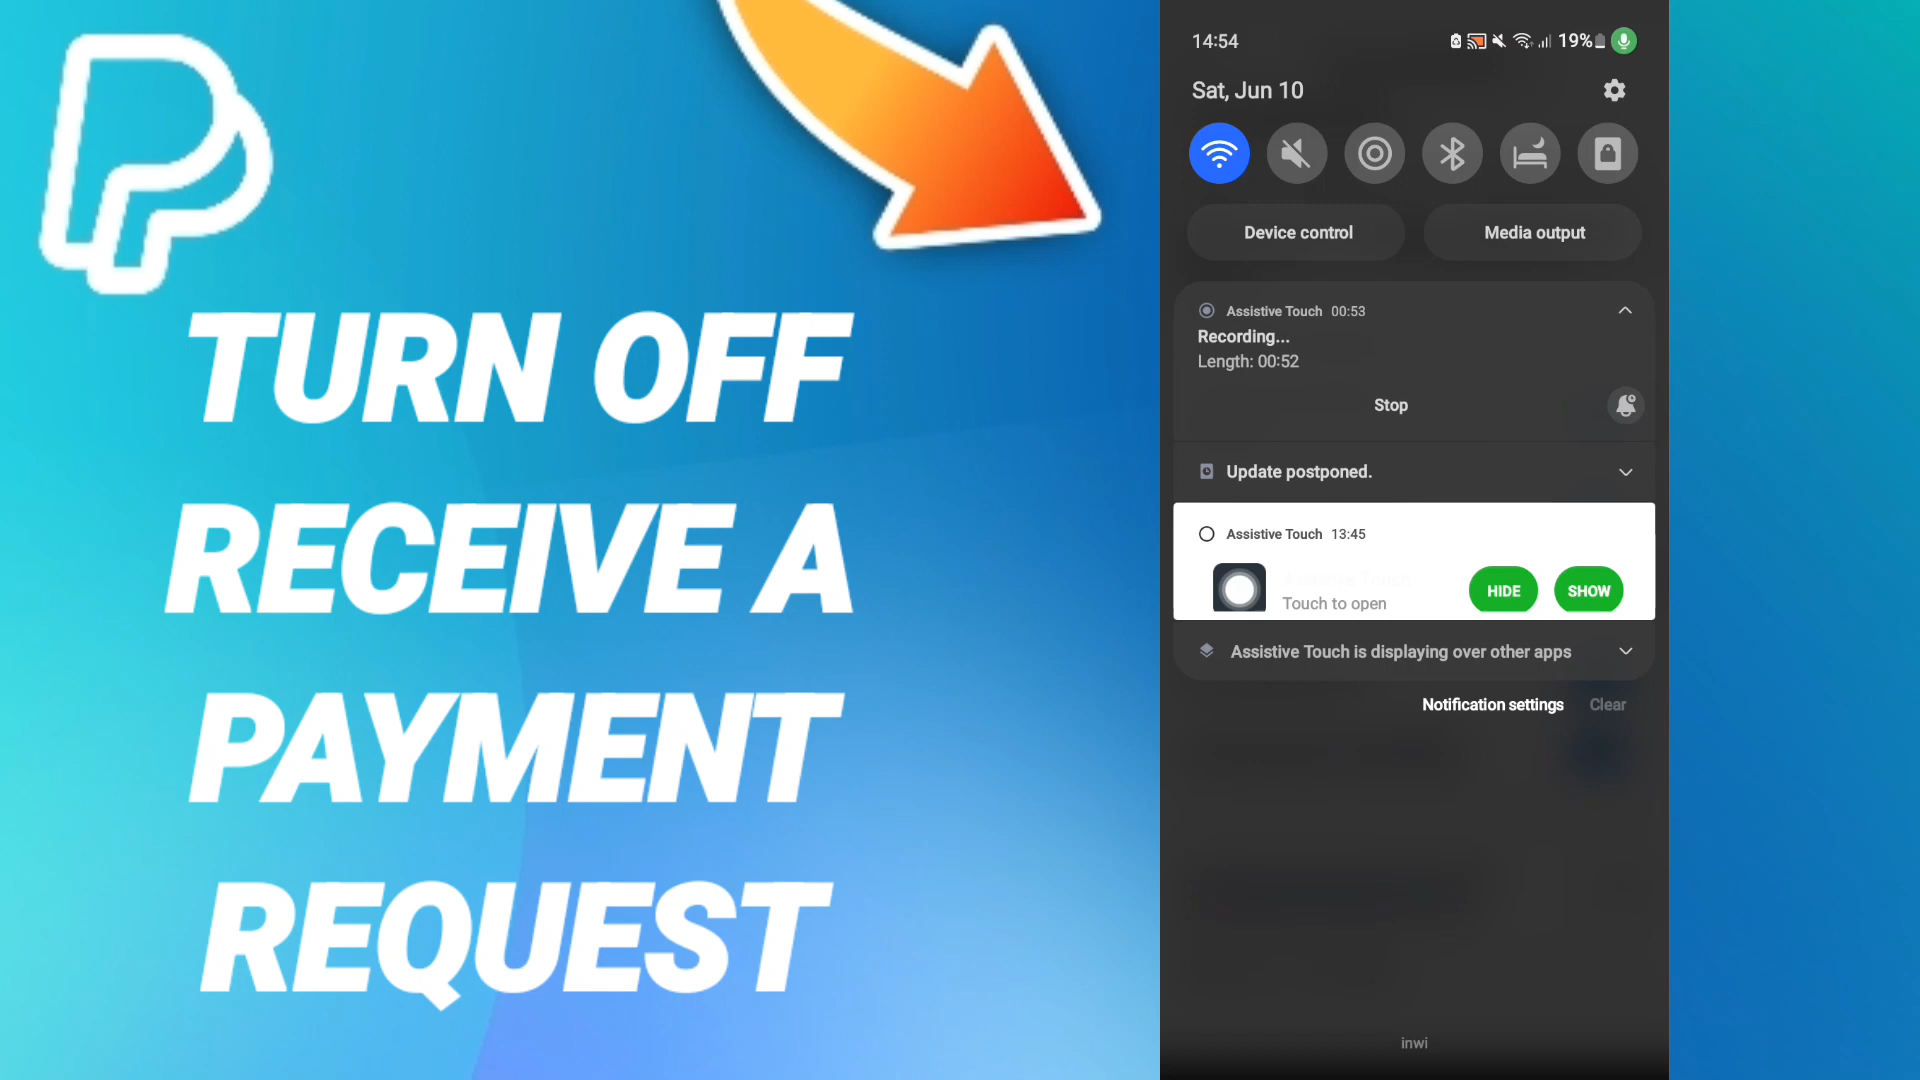 TURN OFF
RECEIVE A
PAYMENT
REQUEST
14:54
19%
Sat, Jun 10
Device control
Media output
Assistive Touch 00:53
Recording...
Length: 00:52
Stop
Update postponed.
Assistive Touch 13:45
Assistive Touch
Touch to open
HIDE
SHOW
Assistive Touch is displaying over other apps
Notification settings
Clear
inwi